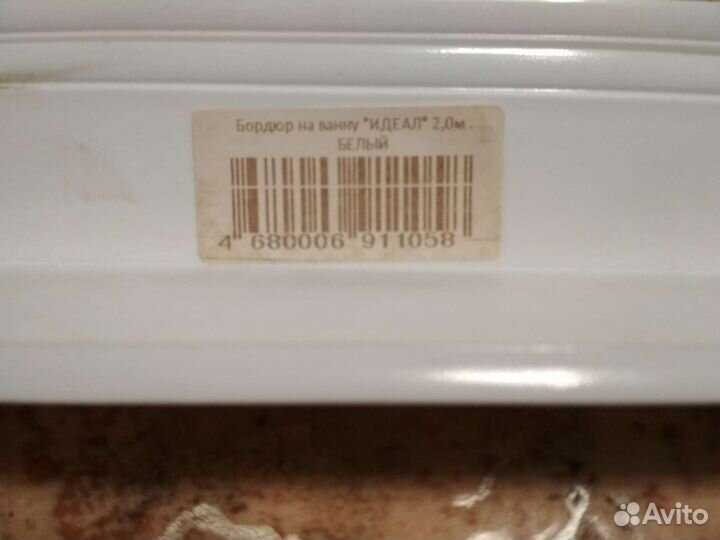 Бордюр на ванну "ИДЕАЛ" 2,0м .
БЕЛЫЙ
4 680006 911058
Avito